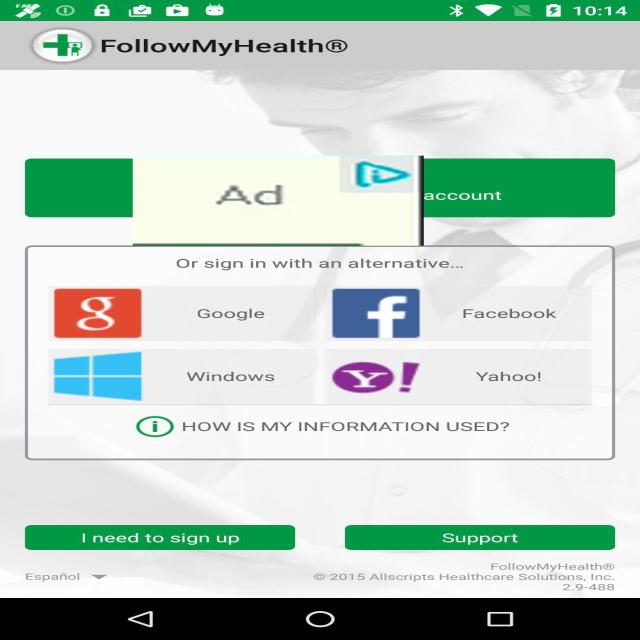 10:14
FollowMyHealth®
Ad
account
Or sign in with an alternative...
Google
Facebook
Windows
Yahoo!
HOW IS MY INFORMATION USED?
I need to sign up
Support
FollowMyHealth®
Español
© 2015 Allscripts Healthcare Solutions, Inc.
2.9-488